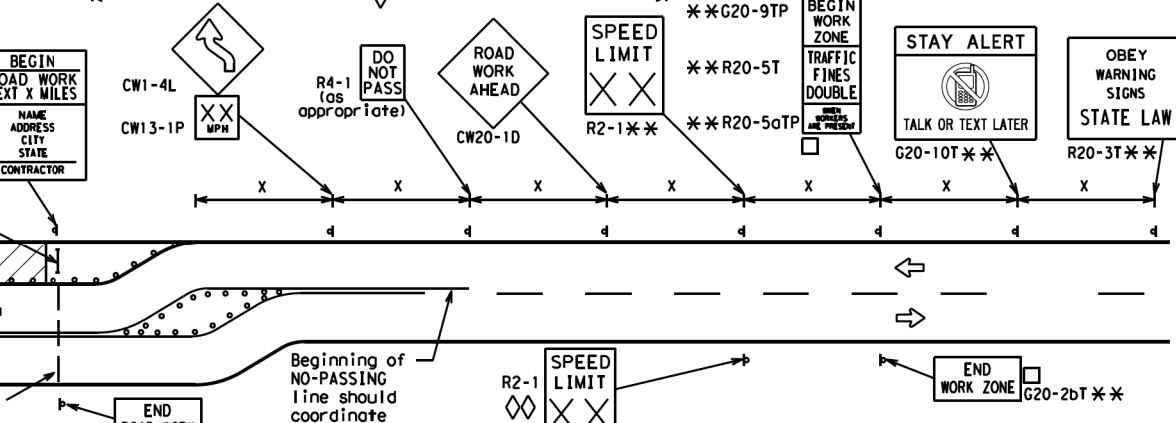 BEGIN
ROAD WORK
NEXT X MILES
NAME
ADDRESS
CITY
STATE
CONTRACTOR
CW1-4L
XX
MPH
CW13-1P
R4-1
(as
appropriate)
DO
NOT
PASS
ROAD
WORK
AHEAD
CW20-1D
SPEED
LIMIT
XX
R2-1**
**G20-9TP
**R20-5T
**R20-5aTP
BEGIN
WORK
ZONE
TRAFFIC
FINES
DOUBLE
WHEN
WORKERS
ARE PRESENT
STAY ALERT
TALK OR TEXT LATER
G20-10T**
OBEY
WARNING
SIGNS
STATE LAW
R20-3T**
X X X X X X X
Beginning of
NO-PASSING
line should
coordinate
R2-1
SPEED
LIMIT
XX
END
WORK ZONE
G20-2bT**
END
ROAD WORK